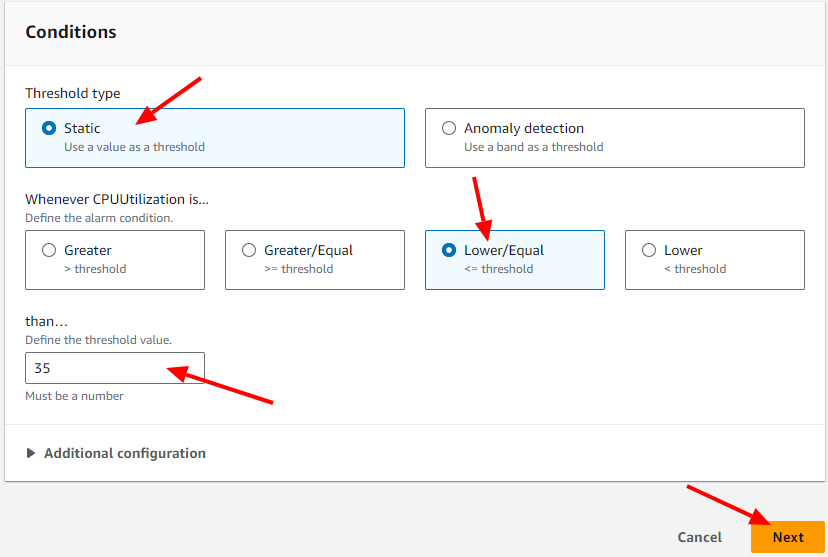 Conditions
Threshold type
Static
Use a value as a threshold
Anomaly detection
Use a band as a threshold
Whenever CPUUtilization is...
Define the alarm condition.
Greater
> threshold
Greater/Equal
>= threshold
Lower/Equal
<= threshold
Lower
< threshold
than…
Define the threshold value.
35
Must be a number
Additional configuration
Cancel
Next